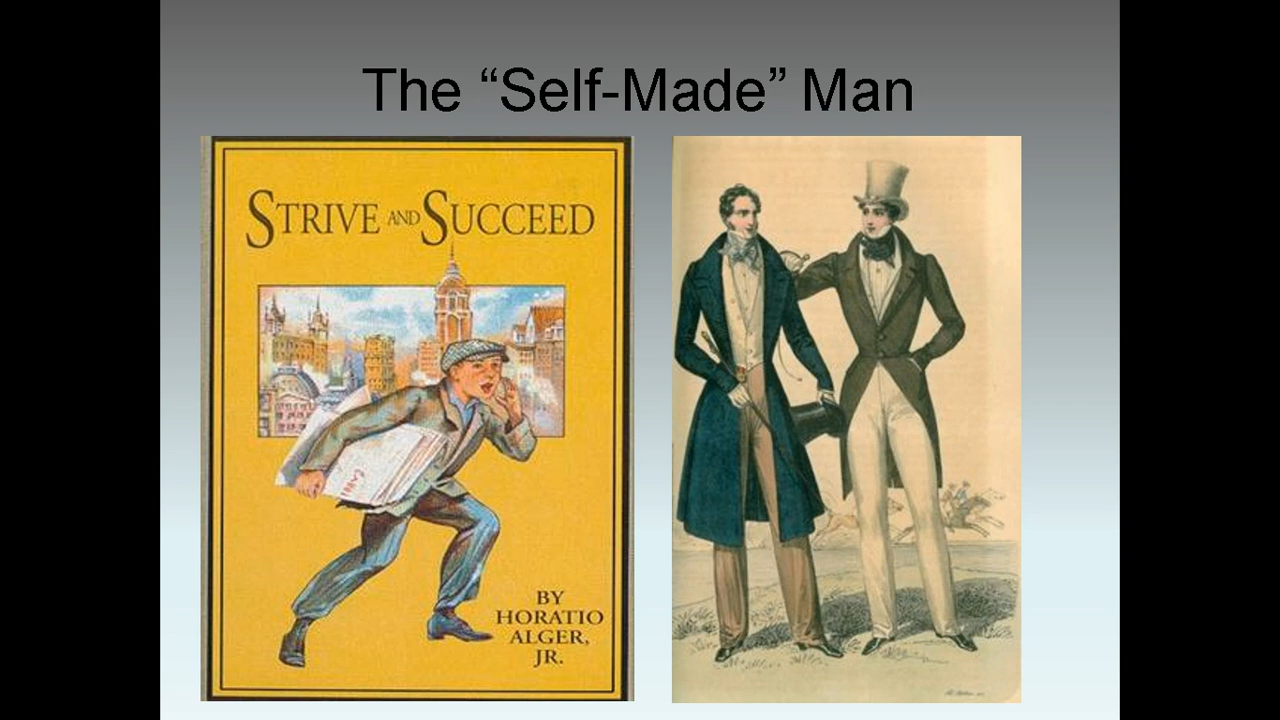 The “Self-Made” Man
STRIVE AND SUCCEED
BY
HORATIO
ALGER,
JR.